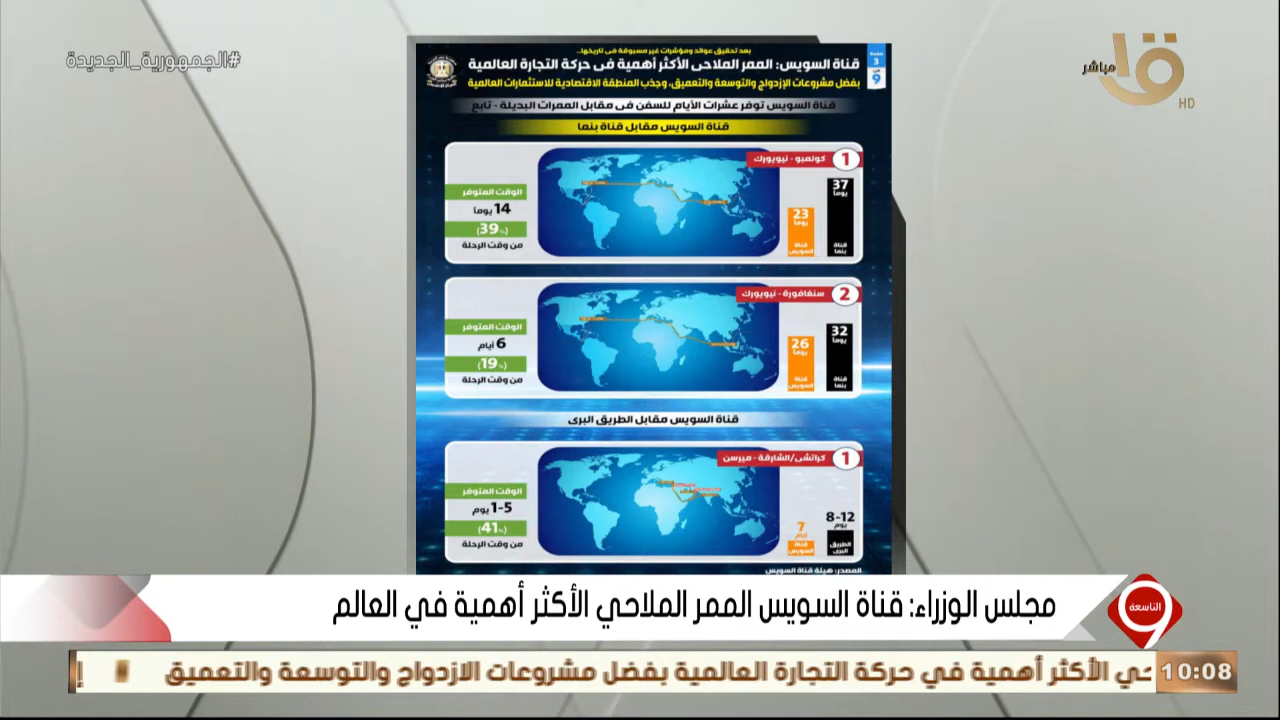 #الجمهورية_الجديدة
مباشر
HD
بعد تحقيق عوائد ومؤشرات غير مسبوقة فى تاريخها..
قناة السويس: الممر الملاحى الأكثر أهمية فى حركة التجارة العالمية
بفضل مشروعات الإزدواج والتوسعة والتعميق، وجذب المنطقة الاقتصادية للاستثمارات العالمية
3
9
قناة السويس توفر عشرات الأيام للسفن فى مقابل الممرات البديلة - تابع
قناة السويس مقابل قناة بنما
1
كولمبو - نيويورك
37
يوماً
قناة
بنما
23
يوماً
قناة
السويس
الوقت المتوفر
14 يوماً
(%39)
من وقت الرحلة
2
سنغافورة - نيويورك
32
يوماً
قناة
بنما
26
يوماً
قناة
السويس
الوقت المتوفر
6 أيام
(%19)
من وقت الرحلة
قناة السويس مقابل الطريق البرى
1
كراتشى/الشارقة - ميرسن
8-12
يوم
الطريق
البرى
7
أيام
قناة
السويس
الوقت المتوفر
1-5 يوم
(%41)
من وقت الرحلة
المصدر: هيئة قناة السويس
التاسعة
مجلس الوزراء: قناة السويس الممر الملاحي الأكثر أهمية في العالم
10:08
حي الأكثر أهمية في حركة التجارة العالمية بفضل مشروعات الازدواج والتوسعة والتعميق